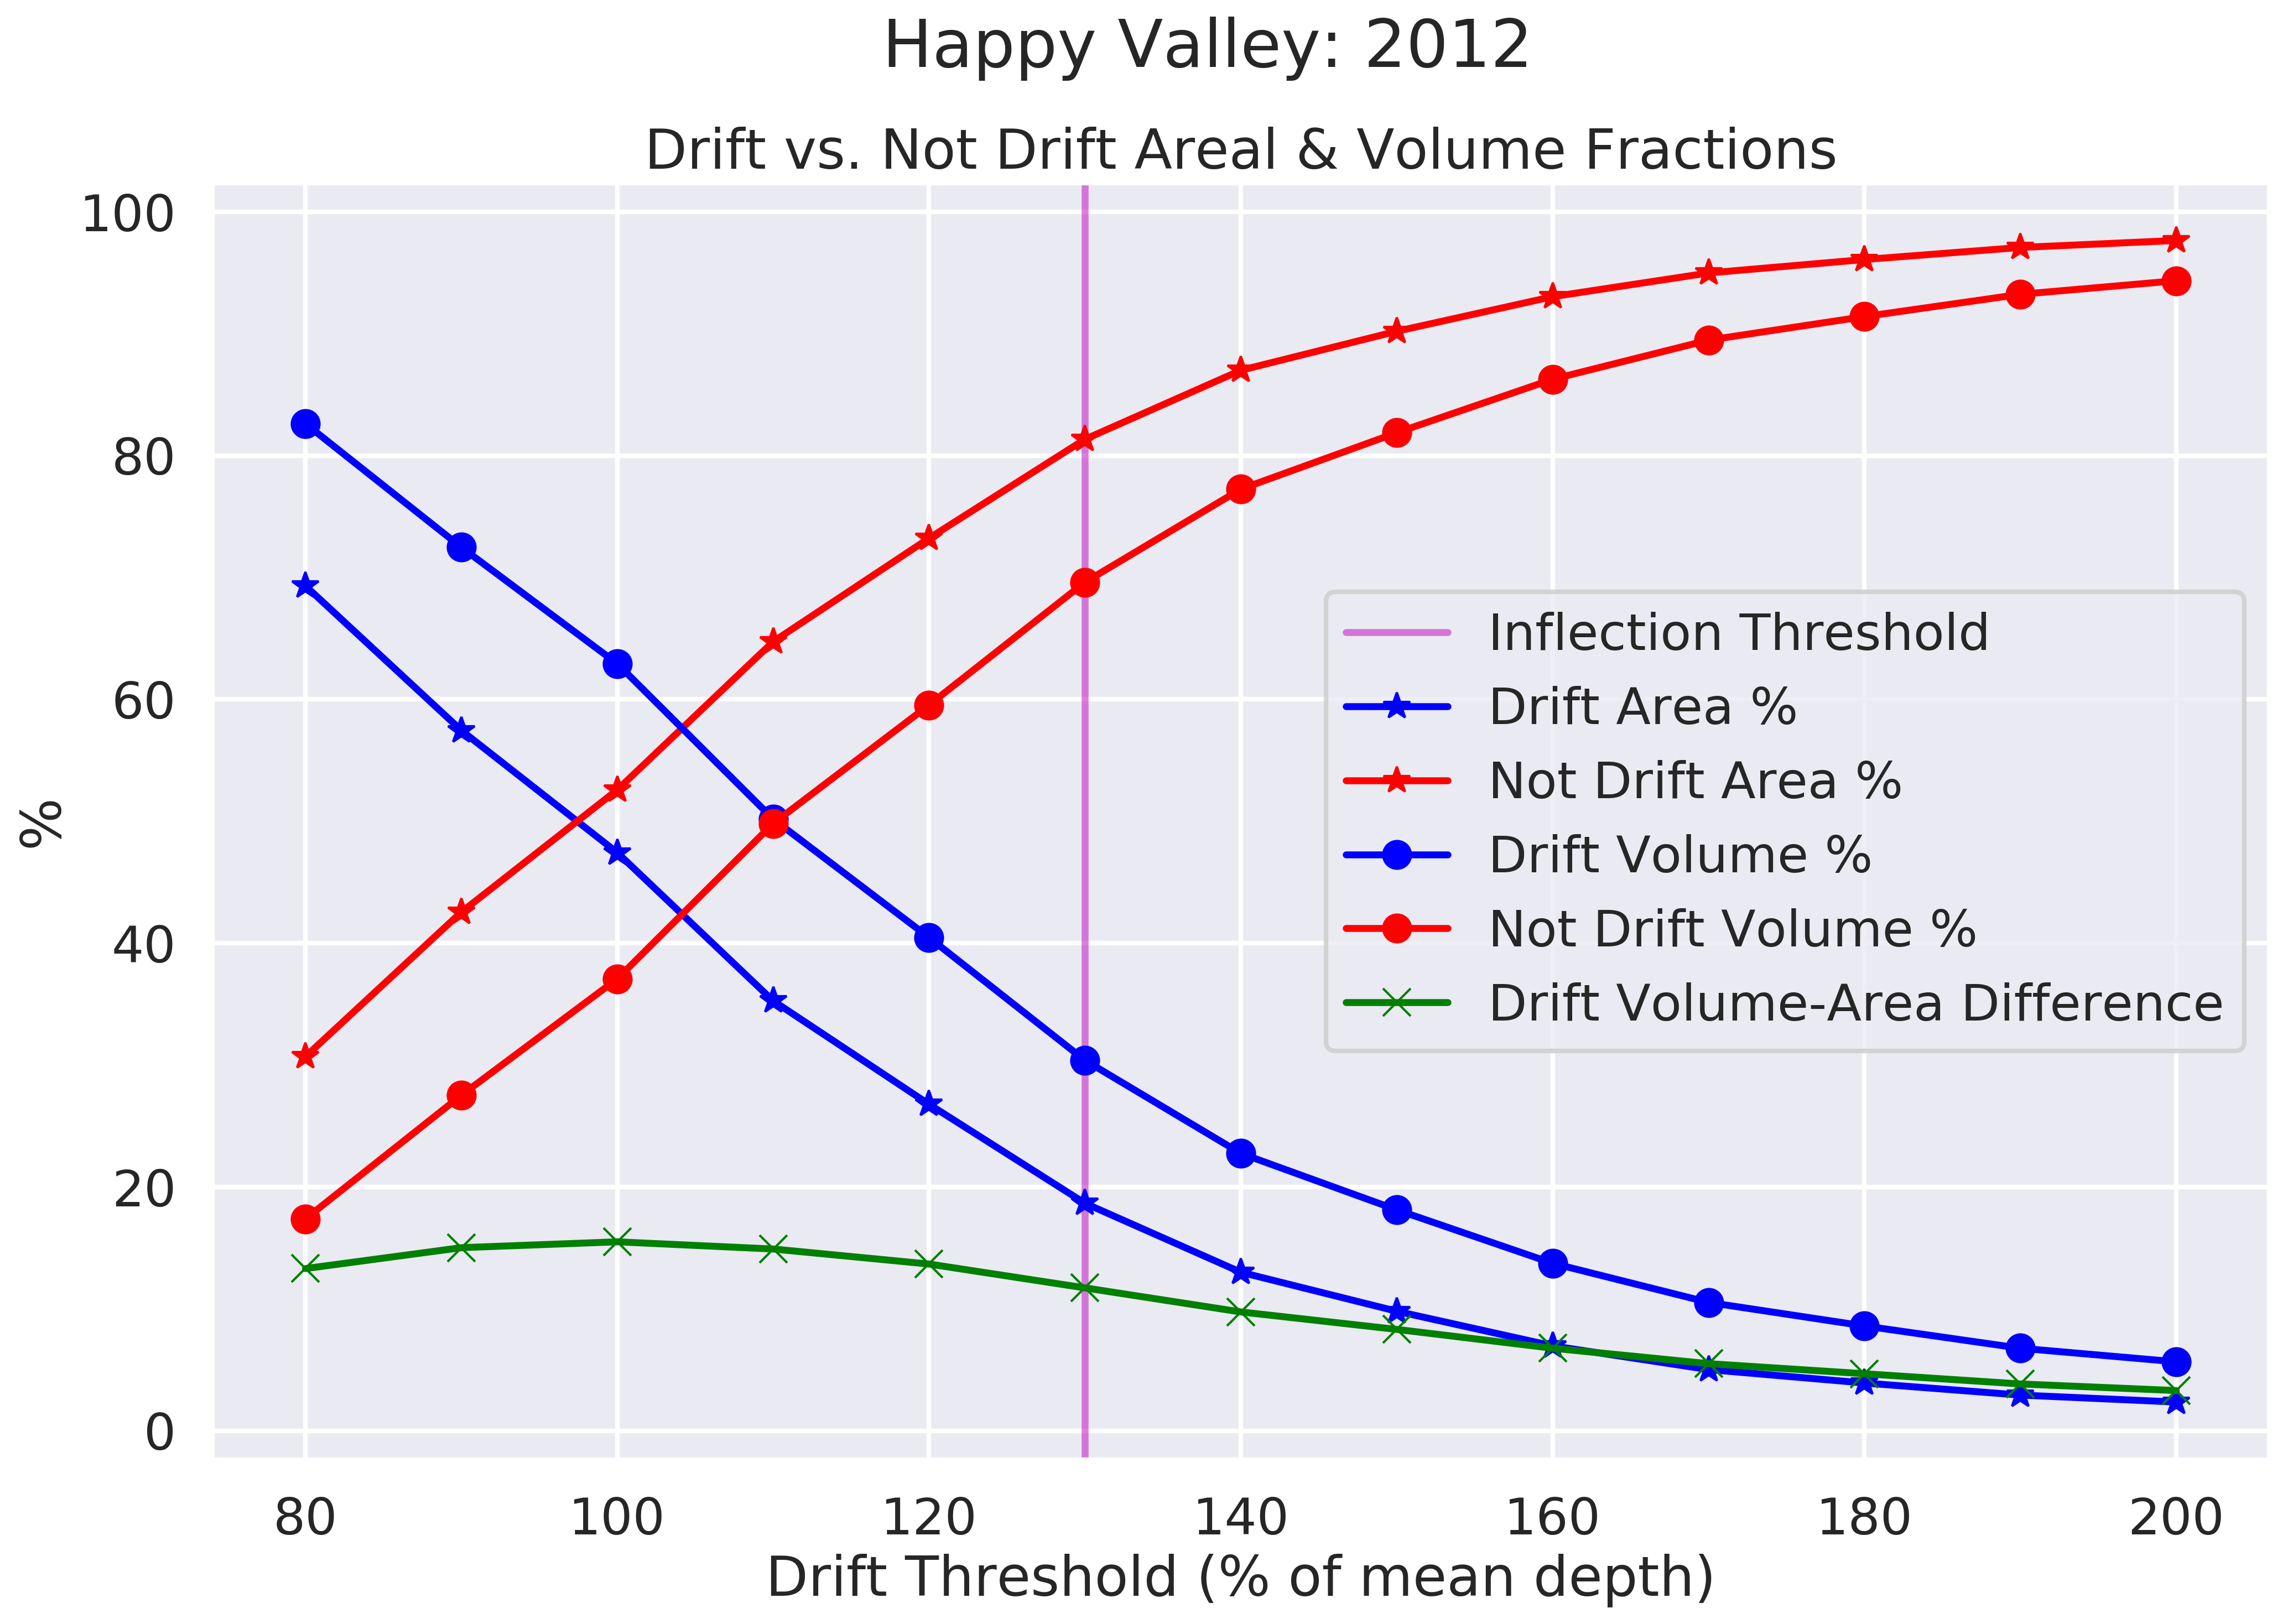 Happy Valley: 2012
Drift vs. Not Drift Areal & Volume Fractions
100
80
60
40
20
0
%
Inflection Threshold
Drift Area %
Not Drift Area %
Drift Volume %
Not Drift Volume %
Drift Volume-Area Difference
80 100 120 140 160 180 200
Drift Threshold (% of mean depth)